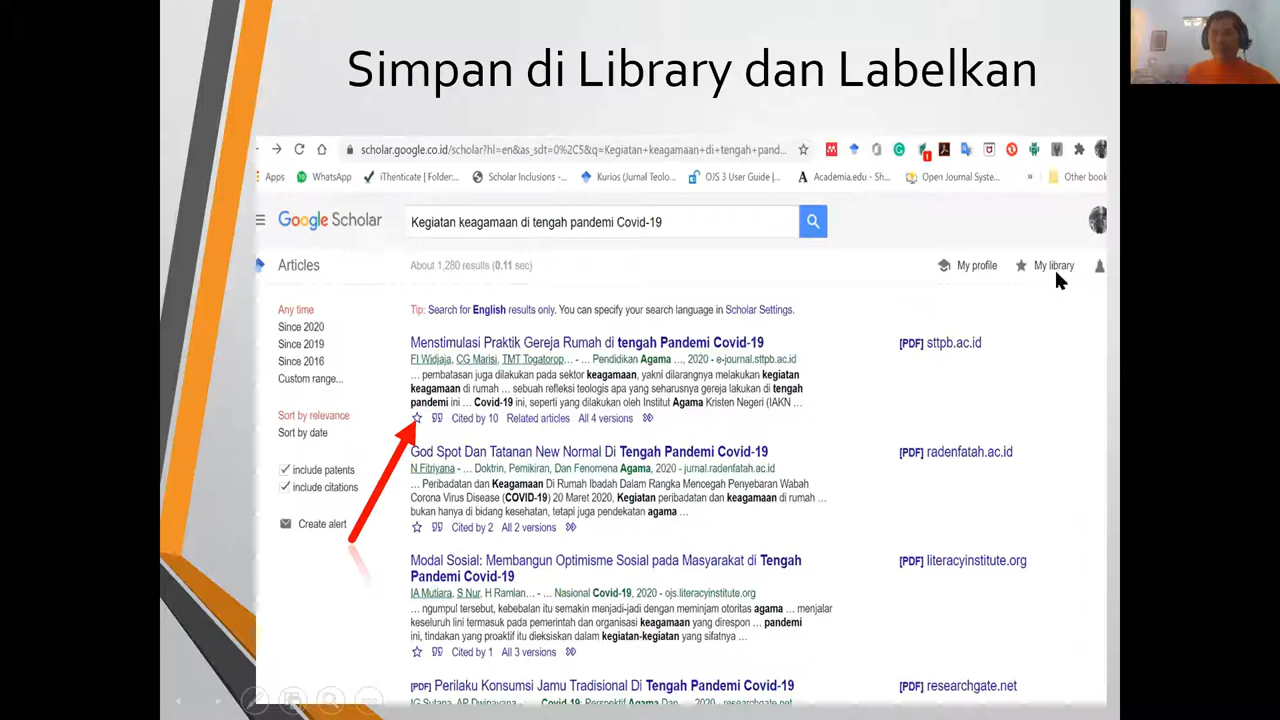 Simpan di Library dan Labelkan
scholar.google.co.id/scholar?hl=en&as_sdt=0%2C5&q=Kegiatan+keagamaan+di+tengah+pand...
Apps WhatsApp iThenticate | Folder:... Scholar Inclusions -... Kurios (Jurnal Teolo... OJS 3 User Guide |... Academia.edu - Sh... Open Journal Syste... » Other book
Google Scholar Kegiatan keagamaan di tengah pandemi Covid-19
Articles About 1,280 results (0.11 sec) My profile My library
Any time
Since 2020
Since 2019
Since 2016
Custom range...
Sort by relevance
Sort by date
include patents
include citations
Create alert
Tip: Search for English results only. You can specify your search language in Scholar Settings.
Menstimulasi Praktik Gereja Rumah di tengah Pandemi Covid-19 [PDF] sttpb.ac.id
FI Widjaja, CG Marisi, TMT Togatorop... - ... Pendidikan Agama ..., 2020 - e-journal.sttpb.ac.id
... pembatasan juga dilakukan pada sektor keagamaan, yakni dilarangnya melakukan kegiatan
keagamaan di rumah ... sebuah refleksi teologis apa yang seharusnya gereja lakukan di tengah
pandemi ini ... Covid-19 ini, seperti yang dilakukan oleh Institut Agama Kristen Negeri (IAKN ...
Cited by 10 Related articles All 4 versions
God Spot Dan Tatanan New Normal Di Tengah Pandemi Covid-19 [PDF] radenfatah.ac.id
N Fitriyana - ... Doktrin, Pemikiran, Dan Fenomena Agama, 2020 - jurnal.radenfatah.ac.id
... Peribadatan dan Keagamaan Di Rumah Ibadah Dalam Rangka Mencegah Penyebaran Wabah
Corona Virus Disease (COVID-19) 20 Maret 2020, Kegiatan peribadatan dan keagamaan di rumah ...
bukan hanya di bidang kesehatan, tetapi juga pendekatan agama ...
Cited by 2 All 2 versions
Modal Sosial: Membangun Optimisme Sosial pada Masyarakat di Tengah [PDF] literacyinstitute.org
Pandemi Covid-19
IA Mutiara, S Nur, H Ramlan... - ... Nasional Covid-19, 2020 - ojs.literacyinstitute.org
... ngumpul tersebut, kebebalan itu semakin menjadi-jadi dengan meminjam otoritas agama ... menjalar
keseluruh lini termasuk pada pemerintah dan organisasi keagamaan yang direspon ... pandemi
ini, tindakan yang proaktif itu dieksiskan dalam kegiatan-kegiatan yang sifatnya ...
Cited by 1 All 3 versions
[PDF] Perilaku Konsumsi Jamu Tradisional Di Tengah Pandemi Covid-19 [PDF] researchgate.net